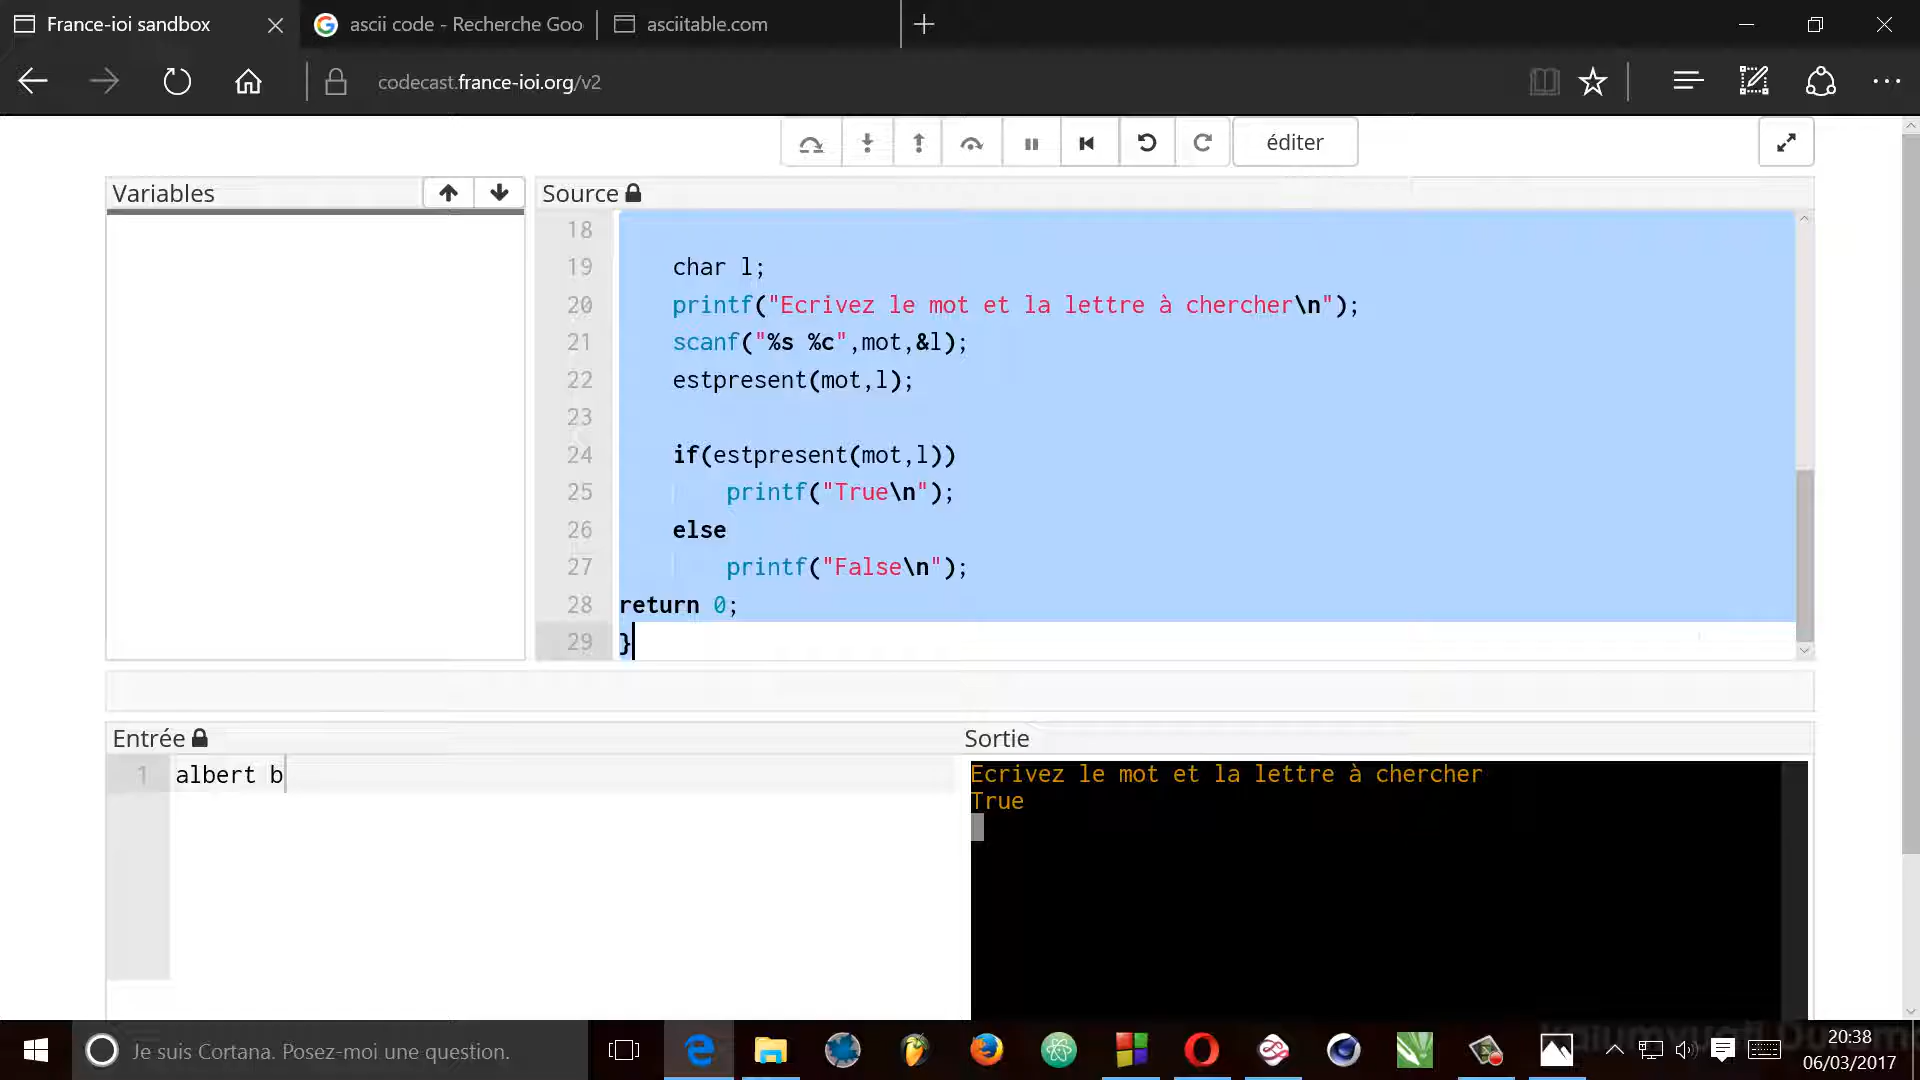 France-ioi sandbox
ascii code - Recherche Goo
asciitable.com
codecast.france-ioi.org/v2
éditer
Variables
Source
18
19 char l;
20 printf("Ecrivez le mot et la lettre à chercher\n");
21 scanf("%s %c",mot,&l);
22 estpresent(mot,l);
23
24 if(estpresent(mot,l))
25 printf("True\n");
26 else
27 printf("False\n");
28 return 0;
29 }
Entrée
1 albert b
Sortie
Ecrivez le mot et la lettre à chercher
True
Je suis Cortana. Posez-moi une question.
20:38
06/03/2017